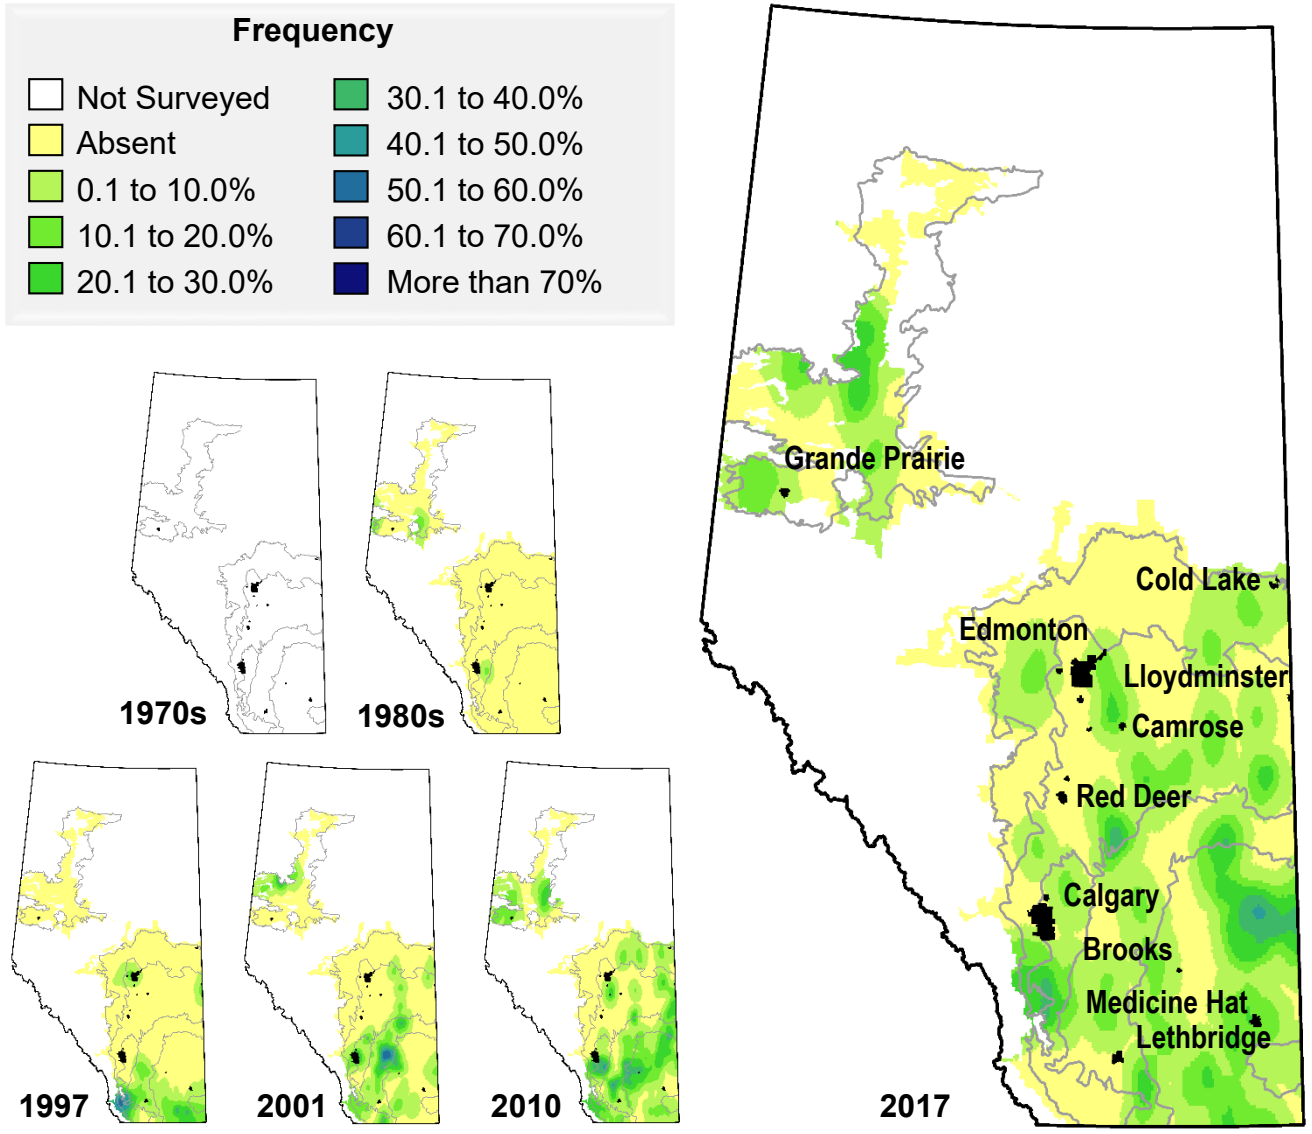 Frequency
Not Surveyed
Absent
0.1 to 10.0%
10.1 to 20.0%
20.1 to 30.0%
30.1 to 40.0%
40.1 to 50.0%
50.1 to 60.0%
60.1 to 70.0%
More than 70%
1970s
1980s
1997
2001
2010
Grande Prairie
Cold Lake
Edmonton
Lloydminster
Camrose
Red Deer
Calgary
Brooks
Medicine Hat
Lethbridge
2017